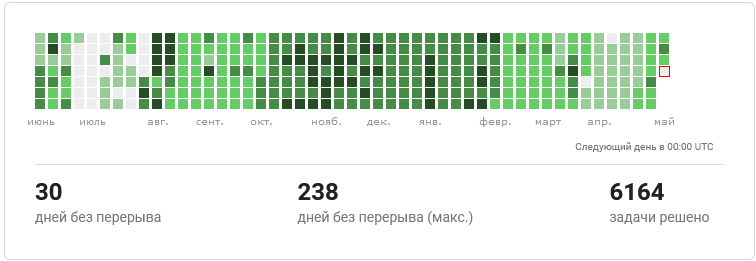 июнь июль авг. сент. окт. нояб. дек. янв. февр. март апр. май
Следующий день в 00:00 UTC
30 238 6164
дней без перерыва дней без перерыва (макс.) задачи решено